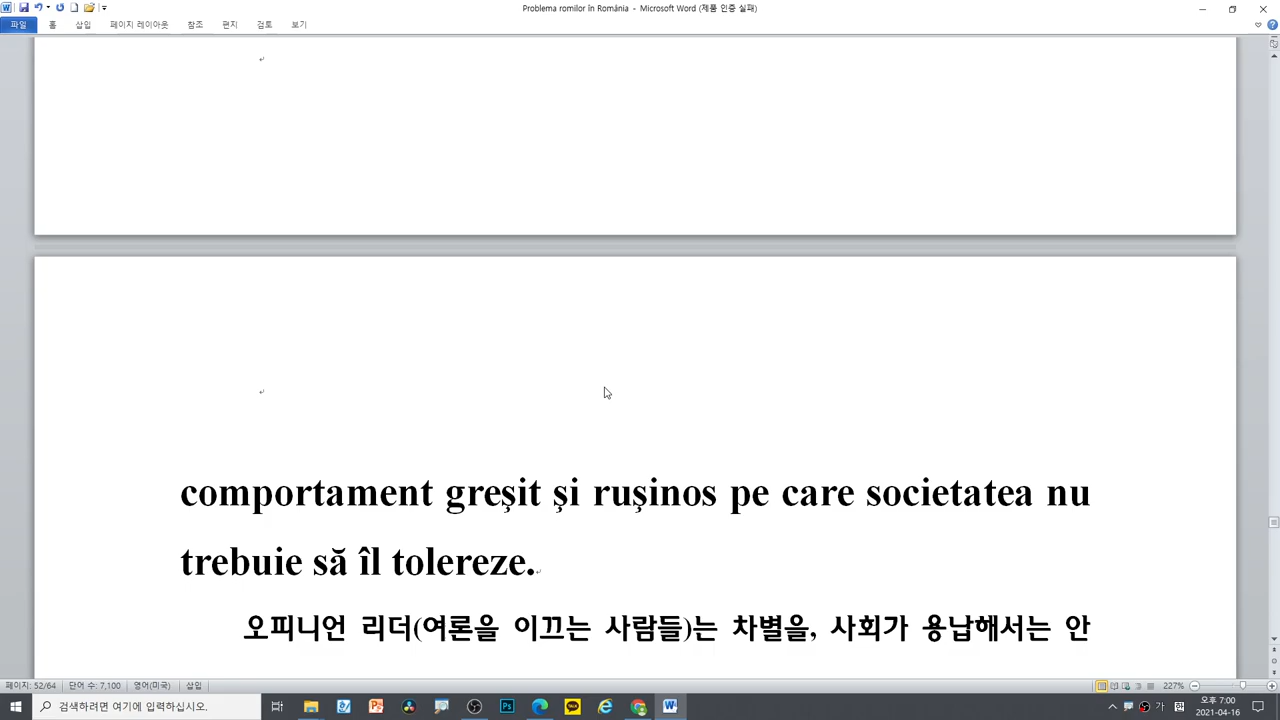 Problema romilor în România - Microsoft Word (제품 인증 실패)
파일 홈 삽입 페이지 레이아웃 참조 편지 검토 보기
comportament greşit şi ruşinos pe care societatea nu
trebuie să îl tolereze.
오피니언 리더(여론을 이끄는 사람들)는 차별을, 사회가 용납해서는 안
페이지: 52/64 단어 수: 7,100 영어(미국) 삽입 227%
검색하려면 여기에 입력하십시오. 가 오후 7:00
2021-04-16